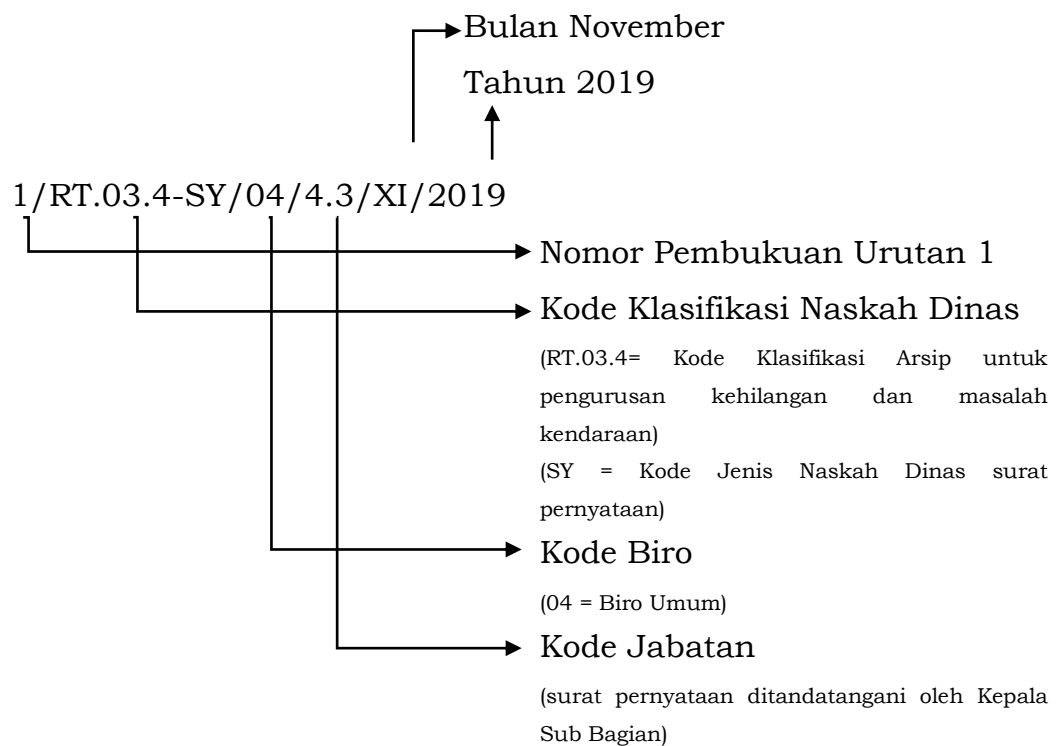 Bulan November
Tahun 2019
1/RT.03.4-SY/04/4.3/XI/2019
Nomor Pembukuan Urutan 1
Kode Klasifikasi Naskah Dinas
(RT.03.4= Kode Klasifikasi Arsip untuk
pengurusan kehilangan dan masalah
kendaraan)
(SY = Kode Jenis Naskah Dinas surat
pernyataan)
Kode Biro
(04 = Biro Umum)
Kode Jabatan
(surat pernyataan ditandatangani oleh Kepala
Sub Bagian)